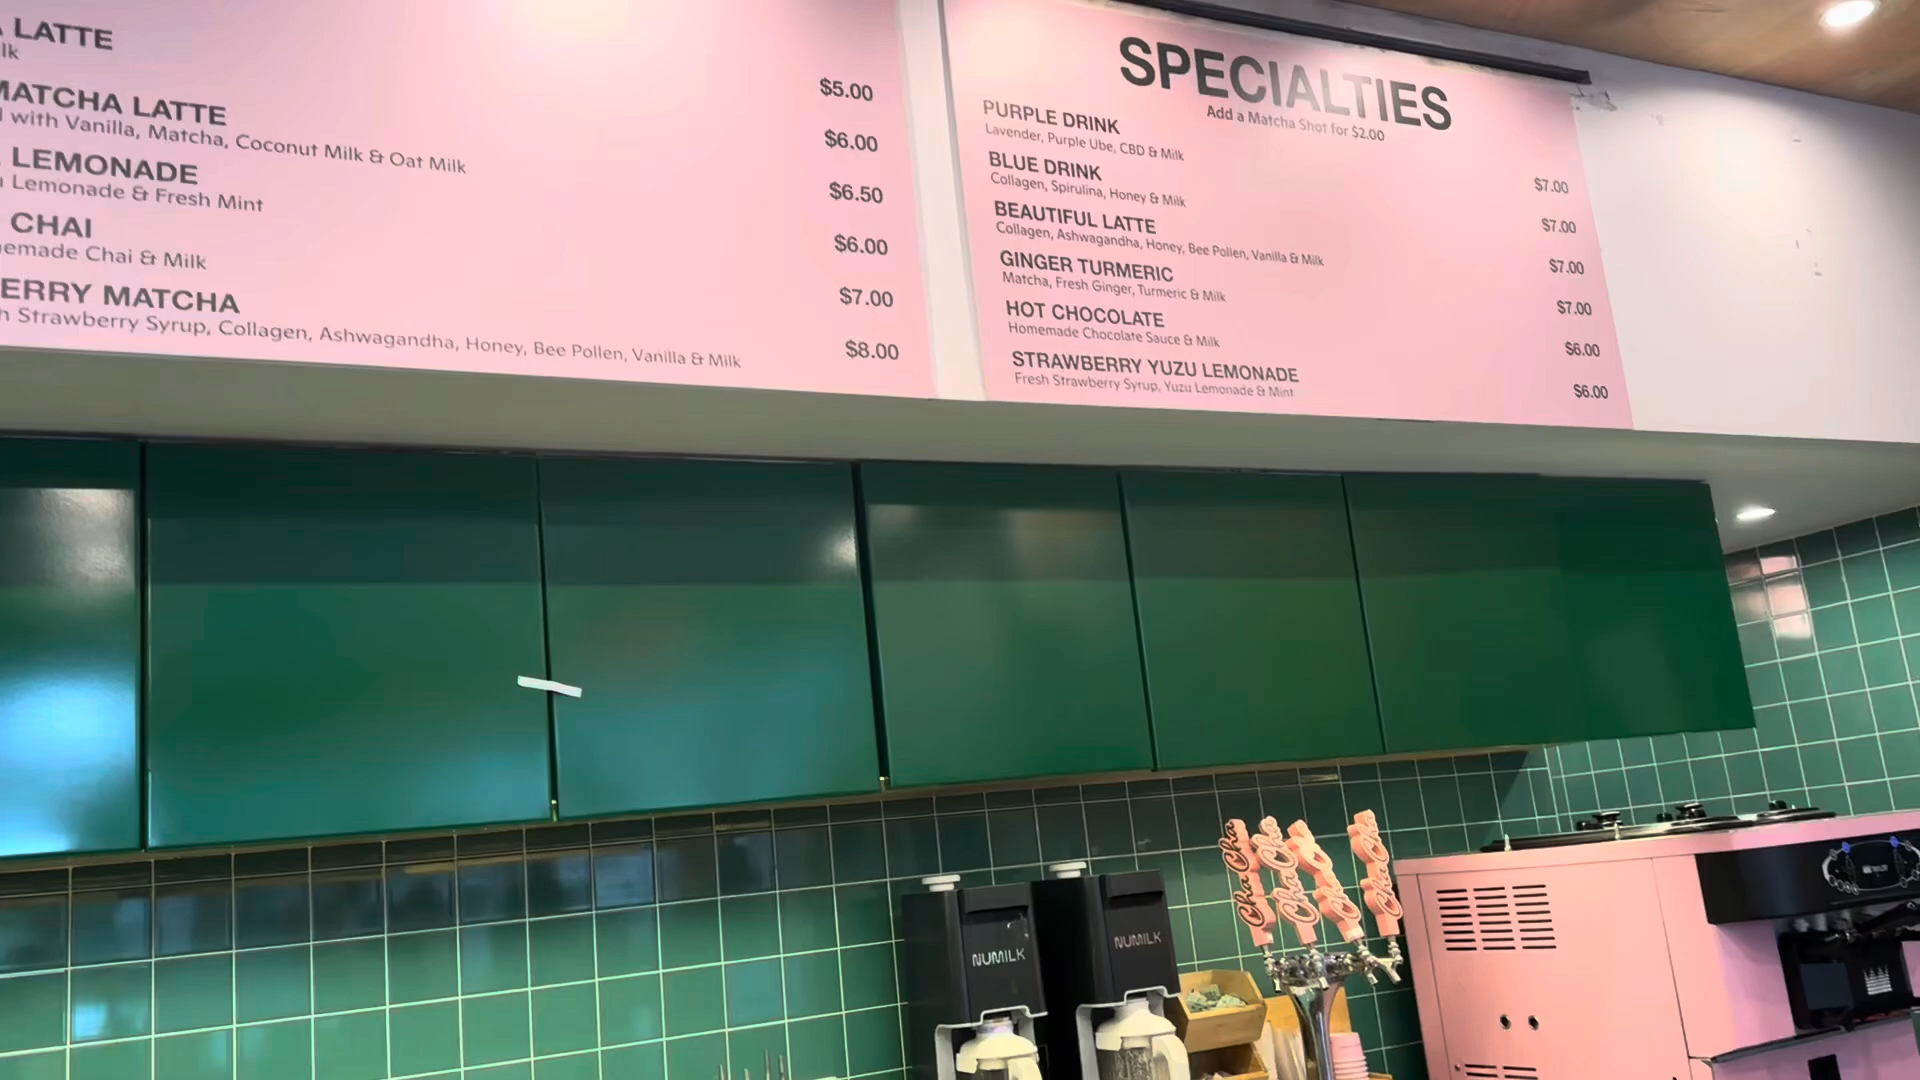 LATTE
lk
$5.00
MATCHA LATTE
with Vanilla, Matcha, Coconut Milk & Oat Milk
$6.00
LEMONADE
Lemonade & Fresh Mint
$6.50
CHAI
emade Chai & Milk
$6.00
ERRY MATCHA
h Strawberry Syrup, Collagen, Ashwagandha, Honey, Bee Pollen, Vanilla & Milk
$7.00
$8.00
SPECIALTIES
Add a Matcha Shot for $2.00
PURPLE DRINK
Lavender, Purple Ube, CBD & Milk
$7.00
BLUE DRINK
Collagen, Spirulina, Honey & Milk
$7.00
BEAUTIFUL LATTE
Collagen, Ashwagandha, Honey, Bee Pollen, Vanilla & Milk
$7.00
GINGER TURMERIC
Matcha, Fresh Ginger, Turmeric & Milk
$7.00
HOT CHOCOLATE
Homemade Chocolate Sauce & Milk
$6.00
STRAWBERRY YUZU LEMONADE
Fresh Strawberry Syrup, Yuzu Lemonade & Mint
$6.00
NUMILK
NUMILK
Cha Cha
Cha Cha
Cha
Cha Cha